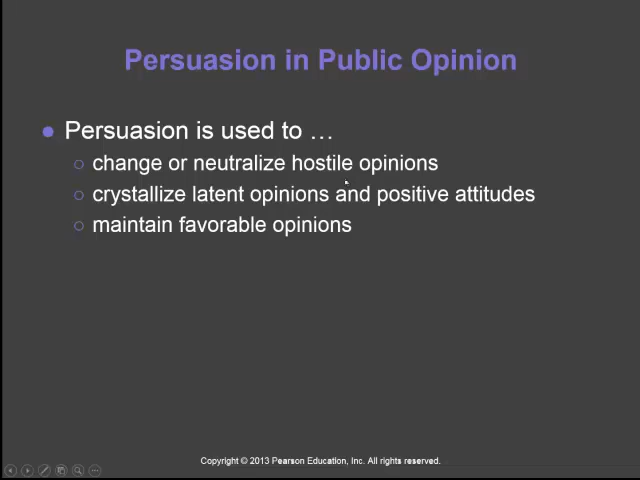 Persuasion in Public Opinion
● Persuasion is used to …
○ change or neutralize hostile opinions
○ crystallize latent opinions and positive attitudes
○ maintain favorable opinions
Copyright © 2013 Pearson Education, Inc. All rights reserved.